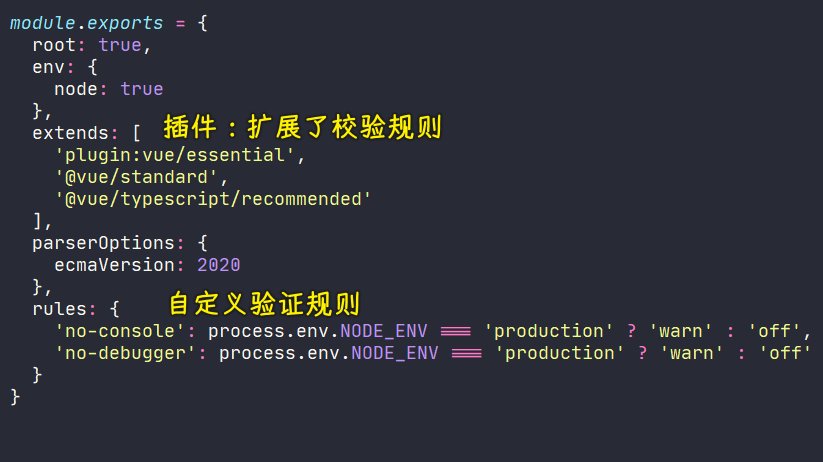 module.exports = {
  root: true,
  env: {
    node: true
  },
  extends: [ 插件：扩展了校验规则
    'plugin:vue/essential',
    '@vue/standard',
    '@vue/typescript/recommended'
  ],
  parserOptions: {
    ecmaVersion: 2020
  },
  rules: { 自定义验证规则
    'no-console': process.env.NODE_ENV === 'production' ? 'warn' : 'off',
    'no-debugger': process.env.NODE_ENV === 'production' ? 'warn' : 'off'
  }
}